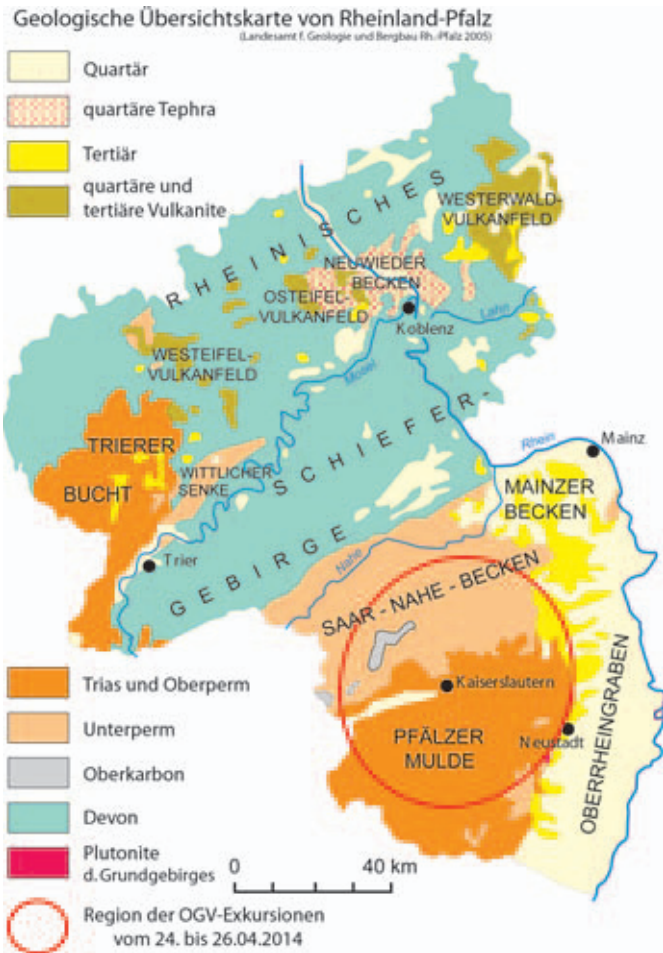 Geologische Übersichtskarte von Rheinland-Pfalz
(Landesamt f. Geologie und Bergbau Rh.-Pfalz 2005)
Quartär
quartäre Tephra
Tertiär
quartäre und
tertiäre Vulkanite
RHEINISCHES
WESTERWALD-
VULKANFELD
NEUWIEDER
BECKEN
OSTEIFEL-
VULKANFELD
Koblenz
Lahn
WESTEIFEL-
VULKANFELD
Mosel
SCHIEFER-
TRIERER
BUCHT
WITTLICHER
SENKE
Rhein
Mainz
MAINZER
BECKEN
Trier
GEBIRGE
Nahe
SAAR-NAHE-BECKEN
Kaiserslautern
PFÄLZER
MULDE
Neustadt
OBERRHEINGRABEN
Trias und Oberperm
Unterperm
Oberkarbon
Devon
Plutonite
d. Grundgebirges
0 40 km
Region der OGV-Exkursionen
vom 24. bis 26.04.2014